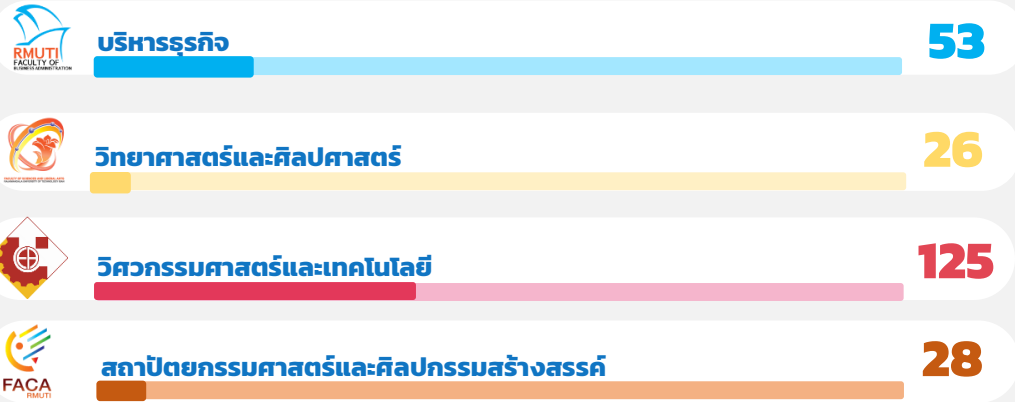 RMUTI
FACULTY OF
BUSINESS ADMINISTRATION
บริหารธุรกิจ
53
วิทยาศาสตร์และศิลปศาสตร์
26
วิศวกรรมศาสตร์และเทคโนโลยี
125
FACA
RMUTI
สถาปัตยกรรมศาสตร์และศิลปกรรมสร้างสรรค์
28